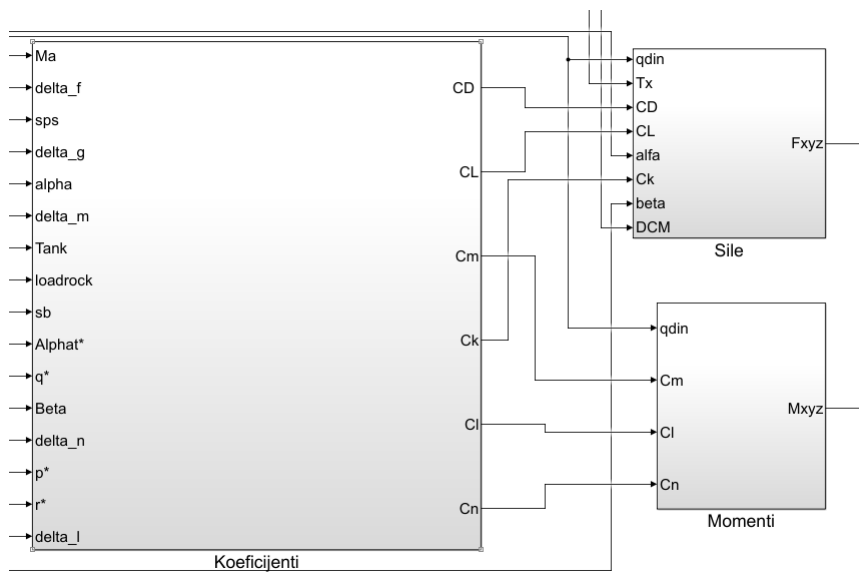 Ma
delta_f
sps
delta_g
alpha
delta_m
Tank
loadrock
sb
Alphat*
q*
Beta
delta_n
p*
r*
delta_l
CD
CL
Cm
Ck
Cl
Cn
Koeficijenti
qdin
Tx
CD
CL
alfa
Ck
beta
DCM
Fxyz
Sile
qdin
Cm
Cl
Cn
Mxyz
Momenti